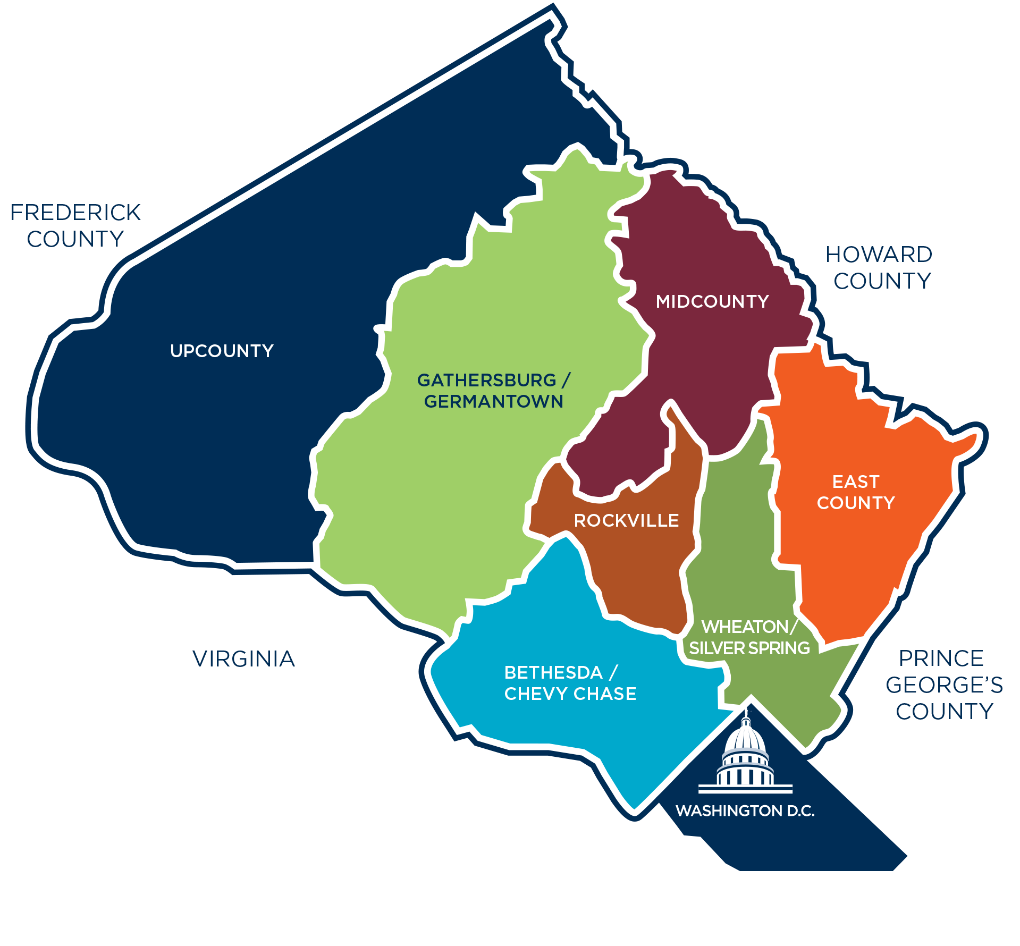 FREDERICK
COUNTY
HOWARD
COUNTY
MIDCOUNTY
UPCOUNTY
GATHERSBURG /
GERMANTOWN
EAST
COUNTY
ROCKVILLE
WHEATON/
SILVER SPRING
VIRGINIA
BETHESDA /
CHEVY CHASE
PRINCE
GEORGE'S
COUNTY
WASHINGTON D.C.